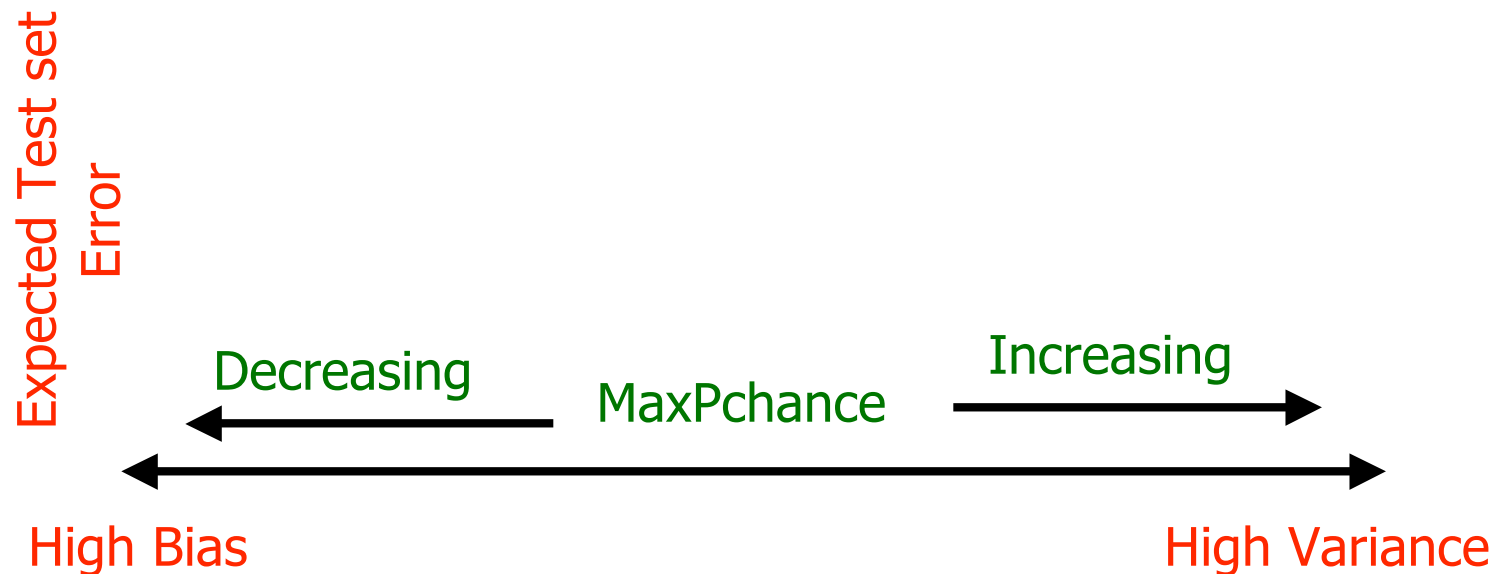 Expected Test set
Error
Decreasing
MaxPchance
Increasing
High Bias
High Variance